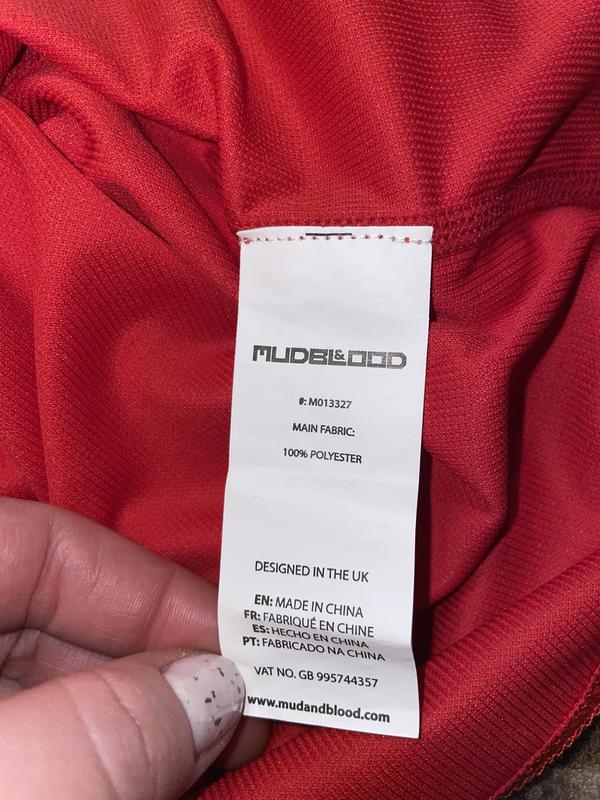 MUDBL&OOD
#: M013327
MAIN FABRIC:
100% POLYESTER
DESIGNED IN THE UK
EN: MADE IN CHINA
FR: FABRIQUÉ EN CHINE
ES: HECHO EN CHINA
PT: FABRICADO NA CHINA
VAT NO. GB 995744357
www.mudandblood.com